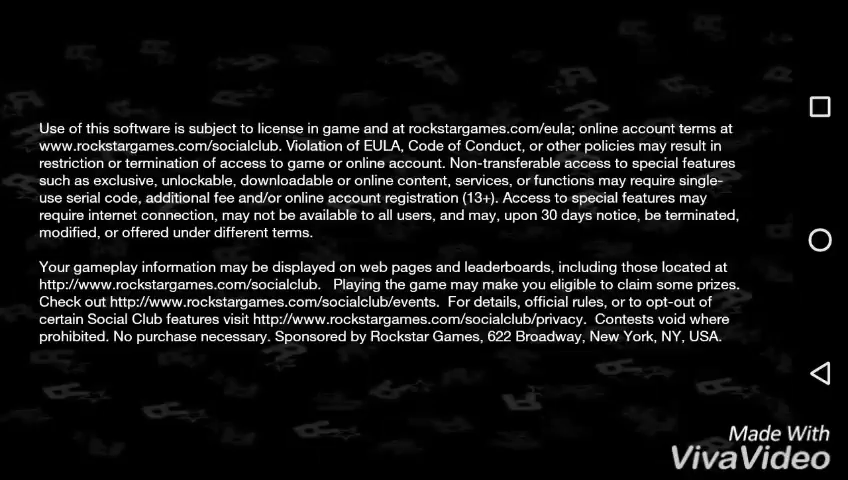 Use of this software is subject to license in game and at rockstargames.com/eula; online account terms at
www.rockstargames.com/socialclub. Violation of EULA, Code of Conduct, or other policies may result in
restriction or termination of access to game or online account. Non-transferable access to special features
such as exclusive, unlockable, downloadable or online content, services, or functions may require single-
use serial code, additional fee and/or online account registration (13+). Access to special features may
require internet connection, may not be available to all users, and may, upon 30 days notice, be terminated,
modified, or offered under different terms.
Your gameplay information may be displayed on web pages and leaderboards, including those located at
http://www.rockstargames.com/socialclub.   Playing the game may make you eligible to claim some prizes.
Check out http://www.rockstargames.com/socialclub/events.  For details, official rules, or to opt-out of
certain Social Club features visit http://www.rockstargames.com/socialclub/privacy.  Contests void where
prohibited. No purchase necessary. Sponsored by Rockstar Games, 622 Broadway, New York, NY, USA.
Made With
VivaVideo